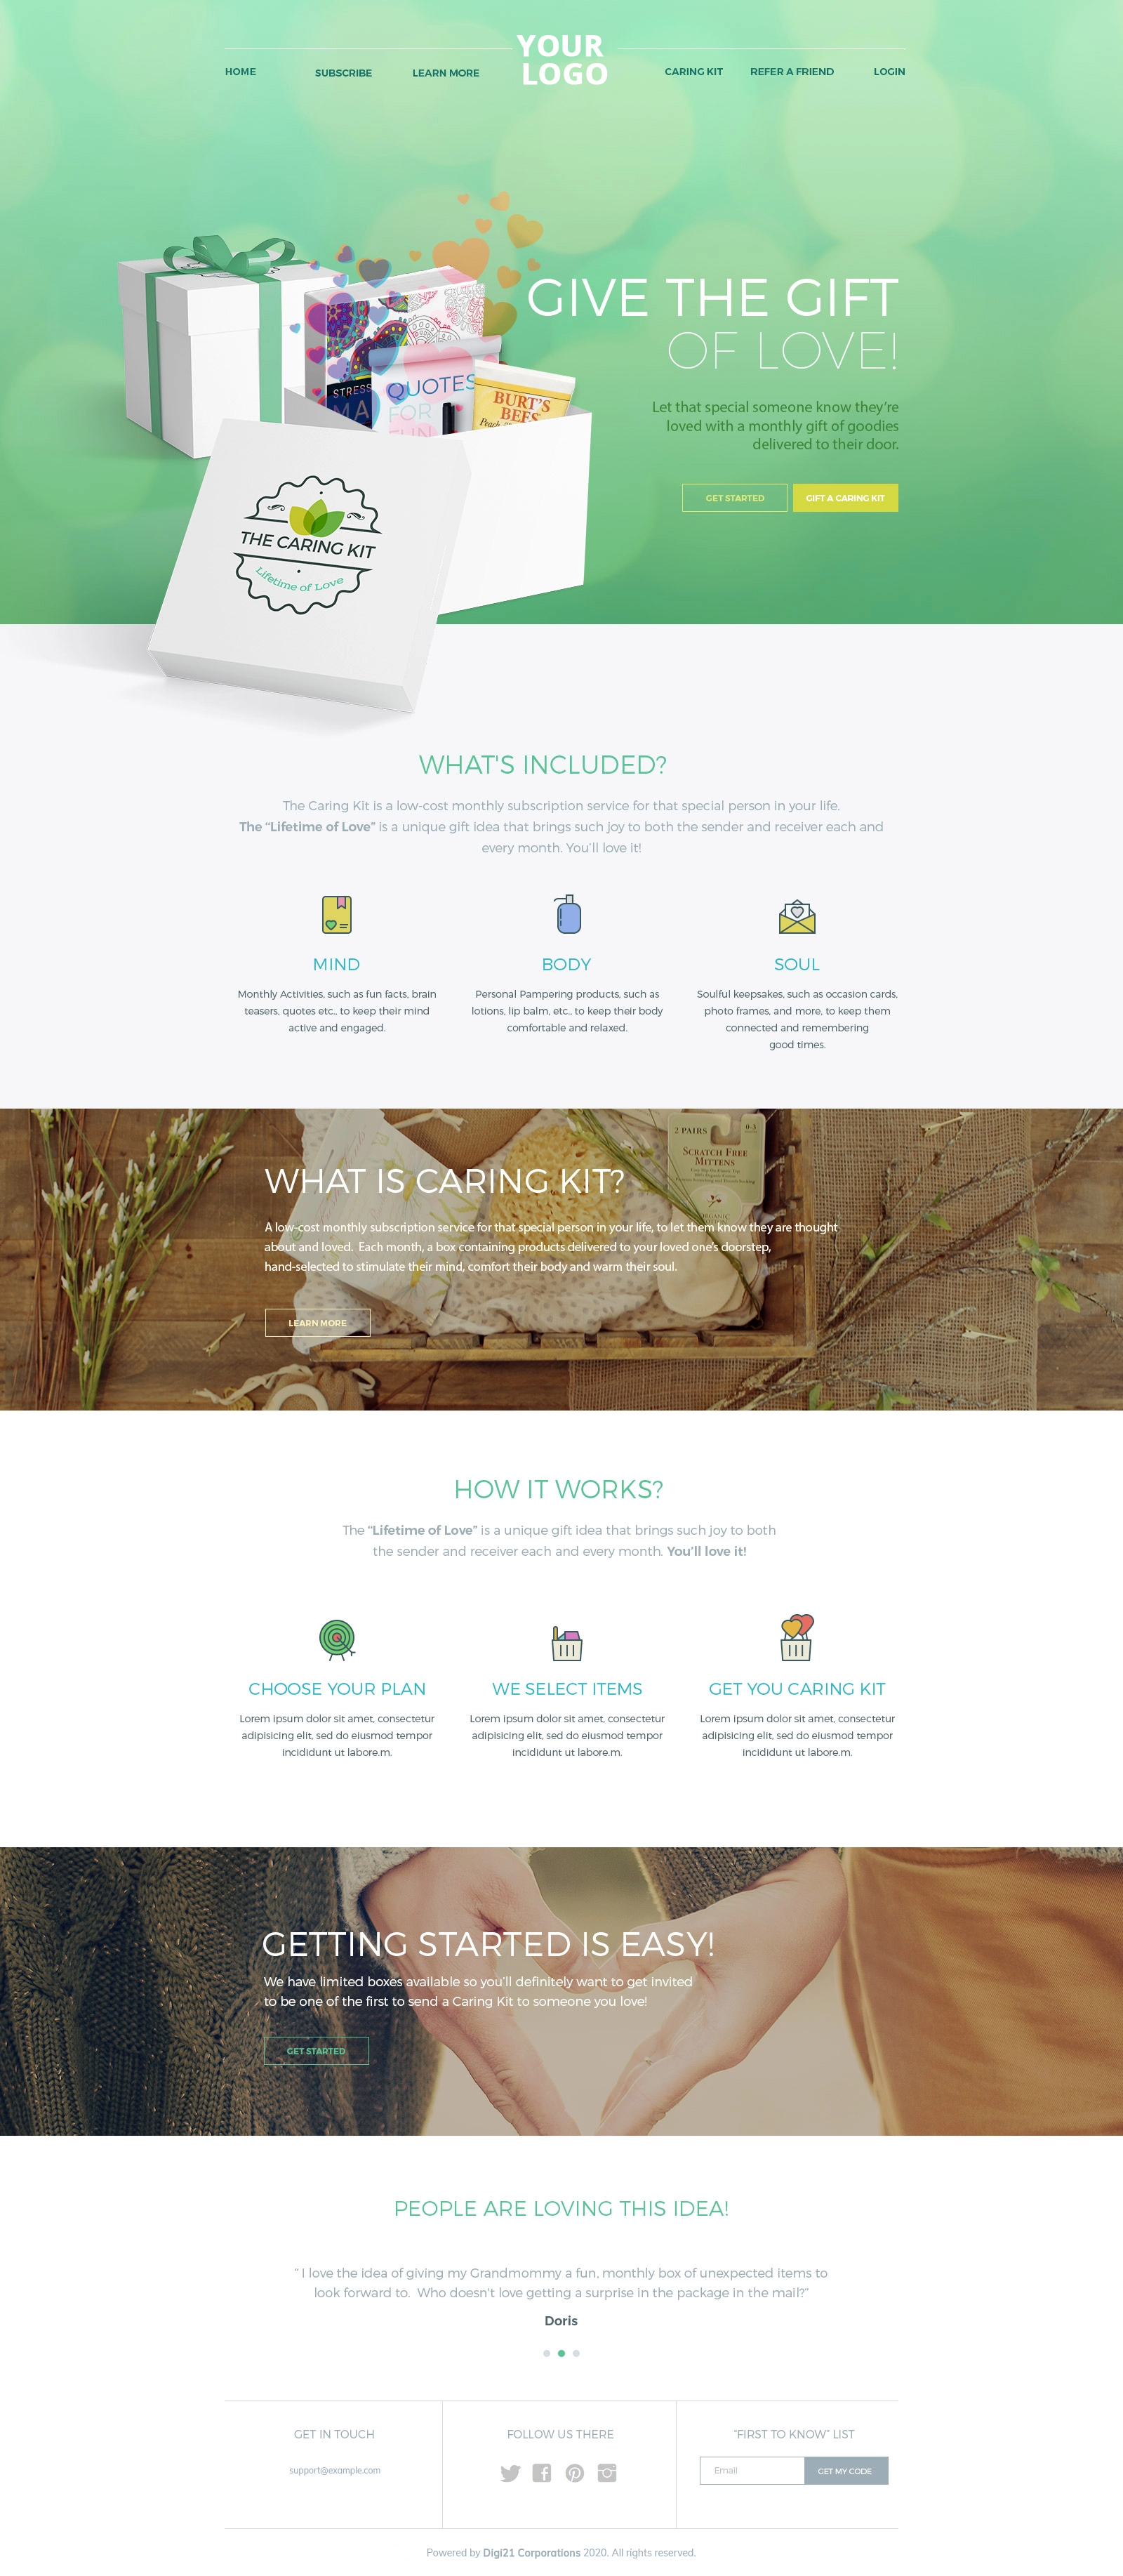 YOUR
LOGO
HOME
SUBSCRIBE
LEARN MORE
CARING KIT
REFER A FRIEND
LOGIN
GIVE THE GIFT
OF LOVE!
Let that special someone know they're
loved with a monthly gift of goodies
delivered to their door.
GET STARTED
GIFT A CARING KIT
STRESS
MA
QUOTES
FOR
FUN
BURT'S
BEES
Peach
THE CARING KIT
Lifetime of Love
WHAT'S INCLUDED?
The Caring Kit is a low-cost monthly subscription service for that special person in your life.
The "Lifetime of Love" is a unique gift idea that brings such joy to both the sender and receiver each and
every month. You'll love it!
MIND
Monthly Activities, such as fun facts, brain
teasers, quotes etc., to keep their mind
active and engaged.
BODY
Personal Pampering products, such as
lotions, lip balm, etc., to keep their body
comfortable and relaxed.
SOUL
Soulful keepsakes, such as occasion cards,
photo frames, and more, to keep them
connected and remembering
good times.
2 PAIRS
0-3
SCRATCH FREE
MITTENS
ORGANIC
WHAT IS CARING KIT?
A low-cost monthly subscription service for that special person in your life, to let them know they are thought
about and loved. Each month, a box containing products delivered to your loved one's doorstep,
hand-selected to stimulate their mind, comfort their body and warm their soul.
LEARN MORE
HOW IT WORKS?
The "Lifetime of Love" is a unique gift idea that brings such joy to both
the sender and receiver each and every month. You'll love it!
CHOOSE YOUR PLAN
Lorem ipsum dolor sit amet, consectetur
adipisicing elit, sed do eiusmod tempor
incididunt ut labore.m.
WE SELECT ITEMS
Lorem ipsum dolor sit amet, consectetur
adipisicing elit, sed do eiusmod tempor
incididunt ut labore.m.
GET YOU CARING KIT
Lorem ipsum dolor sit amet, consectetur
adipisicing elit, sed do eiusmod tempor
incididunt ut labore.m.
GETTING STARTED IS EASY!
We have limited boxes available so you'll definitely want to get invited
to be one of the first to send a Caring Kit to someone you love!
GET STARTED
PEOPLE ARE LOVING THIS IDEA!
" I love the idea of giving my Grandmommy a fun, monthly box of unexpected items to
look forward to. Who doesn't love getting a surprise in the package in the mail?"
Doris
GET IN TOUCH
support@example.com
FOLLOW US THERE
"FIRST TO KNOW" LIST
Email
GET MY CODE
Powered by Digi21 Corporations 2020. All rights reserved.